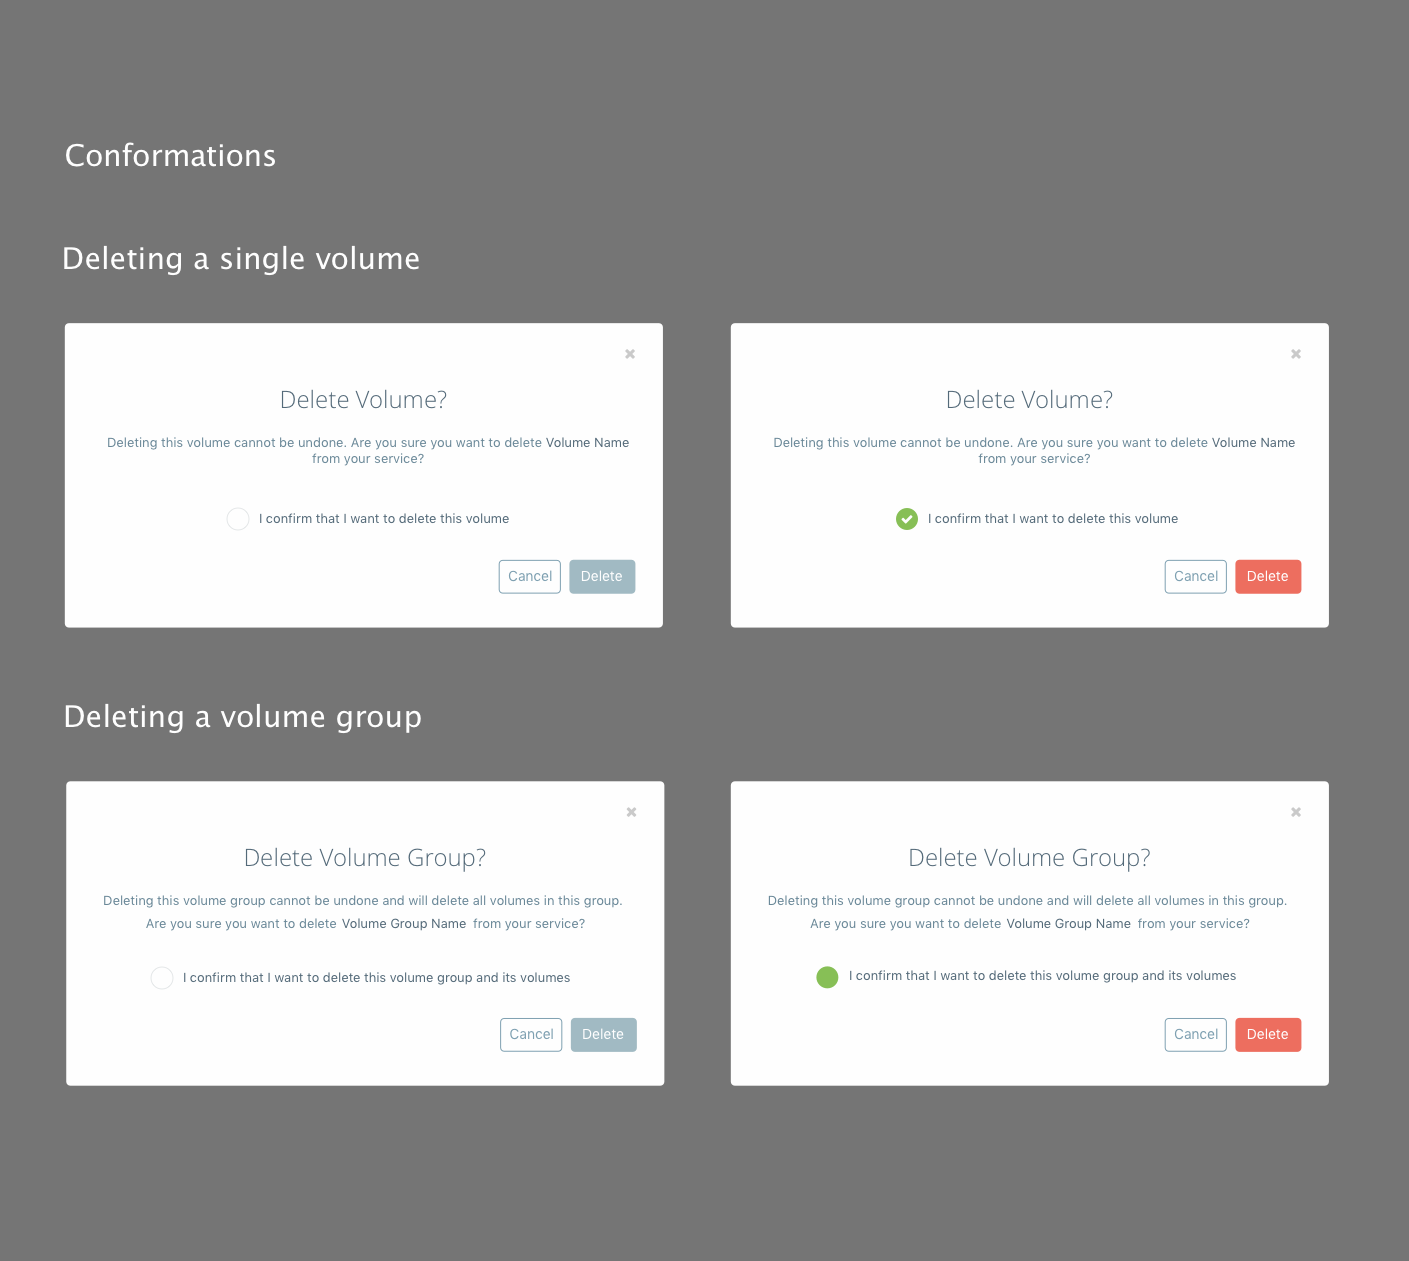 Conformations
Deleting a single volume
Delete Volume?
Deleting this volume cannot be undone. Are you sure you want to delete Volume Name
from your service?
I confirm that I want to delete this volume
Cancel
Delete
Delete Volume?
Deleting this volume cannot be undone. Are you sure you want to delete Volume Name
from your service?
I confirm that I want to delete this volume
Cancel
Delete
Deleting a volume group
Delete Volume Group?
Deleting this volume group cannot be undone and will delete all volumes in this group.
Are you sure you want to delete Volume Group Name from your service?
I confirm that I want to delete this volume group and its volumes
Cancel
Delete
Delete Volume Group?
Deleting this volume group cannot be undone and will delete all volumes in this group.
Are you sure you want to delete Volume Group Name from your service?
I confirm that I want to delete this volume group and its volumes
Cancel
Delete